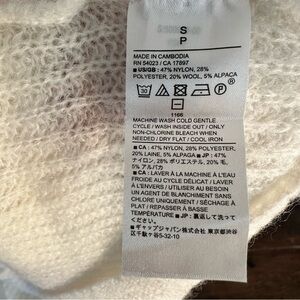 S
P
MADE IN CAMBODIA
RN 54023 / CA 17897
■ US/GB : 47% NYLON, 28%
POLYESTER, 20% WOOL, 5% ALPACA
30
P
1166
MACHINE WASH COLD GENTLE
CYCLE / WASH INSIDE OUT / ONLY
NON-CHLORINE BLEACH WHEN
NEEDED / DRY FLAT / COOL IRON
■ CA : 47% NYLON, 28% POLYESTER,
20% LAINE, 5% ALPAGA ■ JP : 47%
ナイロン, 28% ポリエステル, 20% 毛,
5% アルパカ
■ CA : LAVER À LA MACHINE À L'EAU
FROIDE AU CYCLE DÉLICAT / LAVER
À L'ENVERS / UTILISER AU BESOIN UN
AGENT DE BLANCHIMENT SANS
CHLORE UNIQUEMENT / SÉCHAGE À
PLAT / REPASSER À BASSE
TEMPÉRATURE ■ JP : 裏返して洗って
ください.
■ ギャップジャパン株式会社 東京都渋谷
区千駄ヶ谷5-32-10